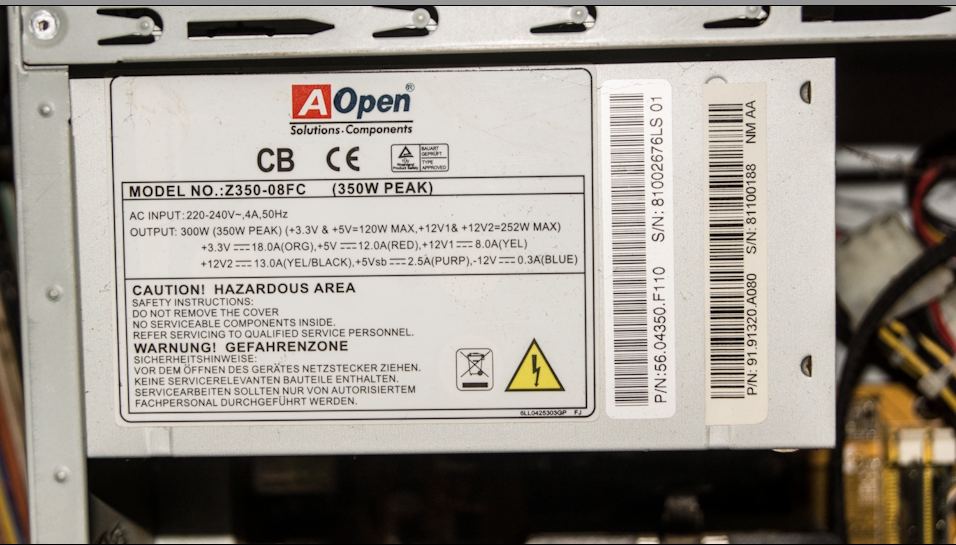 AOpen®
Solutions·Components
CB CE
BAUART
GEPRÜFT
TYPE
APPROVED
MODEL NO.:Z350-08FC (350W PEAK)
AC INPUT:220-240V~,4A,50Hz
OUTPUT: 300W (350W PEAK) (+3.3V & +5V=120W MAX,+12V1& +12V2=252W MAX)
+3.3V ⎓ 18.0A(ORG),+5V ⎓ 12.0A(RED),+12V1 ⎓ 8.0A(YEL)
+12V2 ⎓ 13.0A(YEL/BLACK),+5Vsb ⎓ 2.5A(PURP),-12V ⎓ 0.3A(BLUE)
CAUTION! HAZARDOUS AREA
SAFETY INSTRUCTIONS:
DO NOT REMOVE THE COVER
NO SERVICEABLE COMPONENTS INSIDE.
REFER SERVICING TO QUALIFIED SERVICE PERSONNEL.
WARNUNG! GEFAHRENZONE
SICHERHEITSHINWEISE:
VOR DEM ÖFFNEN DES GERÄTES NETZSTECKER ZIEHEN.
KEINE SERVICERELEVANTEN BAUTEILE ENTHALTEN.
SERVICEARBEITEN SOLLTEN NUR VON AUTORISIERTEM
FACHPERSONAL DURCHGEFÜHRT WERDEN.
6LL0425303GP FJ
P/N:56.04350.F110 S/N: 81002676LS 01
P/N: 91.91320.A080 S/N: 81100188 NM AA